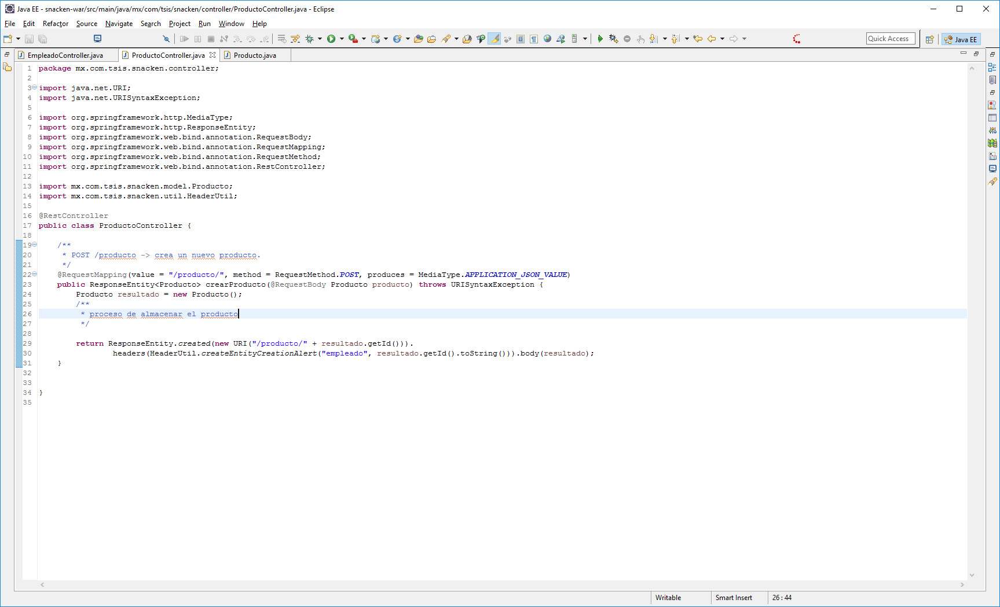 Java EE - snacken-war/src/main/java/mx/com/tsis/snacken/controller/ProductoController.java - Eclipse
File Edit Refactor Source Navigate Search Project Run Window Help
Quick Access Java EE
EmpleadoController.java ProductoController.java Producto.java
1 package mx.com.tsis.snacken.controller;
2
3 import java.net.URI;
4 import java.net.URISyntaxException;
5
6 import org.springframework.http.MediaType;
7 import org.springframework.http.ResponseEntity;
8 import org.springframework.web.bind.annotation.RequestBody;
9 import org.springframework.web.bind.annotation.RequestMapping;
10 import org.springframework.web.bind.annotation.RequestMethod;
11 import org.springframework.web.bind.annotation.RestController;
12
13 import mx.com.tsis.snacken.model.Producto;
14 import mx.com.tsis.snacken.util.HeaderUtil;
15
16 @RestController
17 public class ProductoController {
18
19     /**
20      * POST /producto -> crea un nuevo producto.
21      */
22     @RequestMapping(value = "/producto/", method = RequestMethod.POST, produces = MediaType.APPLICATION_JSON_VALUE)
23     public ResponseEntity<Producto> crearProducto(@RequestBody Producto producto) throws URISyntaxException {
24         Producto resultado = new Producto();
25         /**
26          * proceso de almacenar el producto
27          */
28
29         return ResponseEntity.created(new URI("/producto/" + resultado.getId())).
30                 headers(HeaderUtil.createEntityCreationAlert("empleado", resultado.getId().toString())).body(resultado);
31     }
32
33
34 }
35
Writable Smart Insert 26 : 44